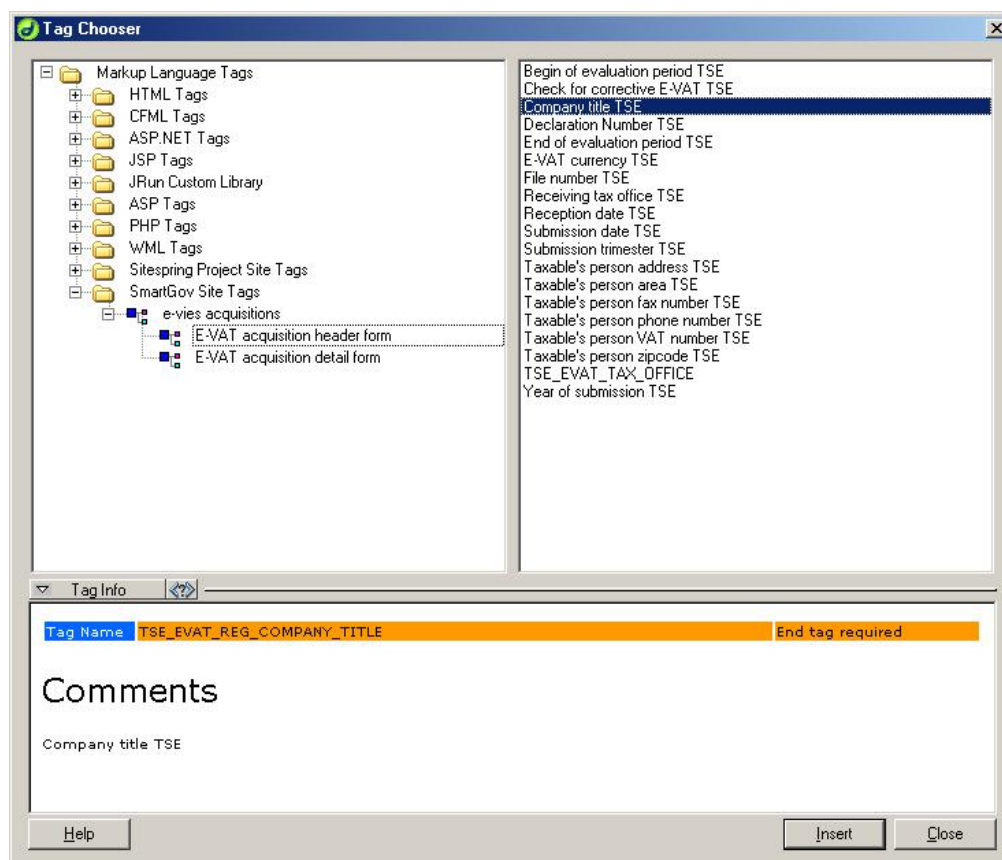 Tag Chooser
Markup Language Tags
HTML Tags
CFML Tags
ASP.NET Tags
JSP Tags
JRun Custom Library
ASP Tags
PHP Tags
WML Tags
Sitespring Project Site Tags
SmartGov Site Tags
e-vies acquisitions
E-VAT acquisition header form
E-VAT acquisition detail form
Begin of evaluation period TSE
Check for corrective E-VAT TSE
Company title TSE
Declaration Number TSE
End of evaluation period TSE
E-VAT currency TSE
File number TSE
Receiving tax office TSE
Reception date TSE
Submission date TSE
Submission trimester TSE
Taxable's person address TSE
Taxable's person area TSE
Taxable's person fax number TSE
Taxable's person phone number TSE
Taxable's person VAT number TSE
Taxable's person zipcode TSE
TSE_EVAT_TAX_OFFICE
Year of submission TSE
Tag Info <?>
Tag Name TSE_EVAT_REG_COMPANY_TITLE End tag required
Comments
Company title TSE
Help Insert Close